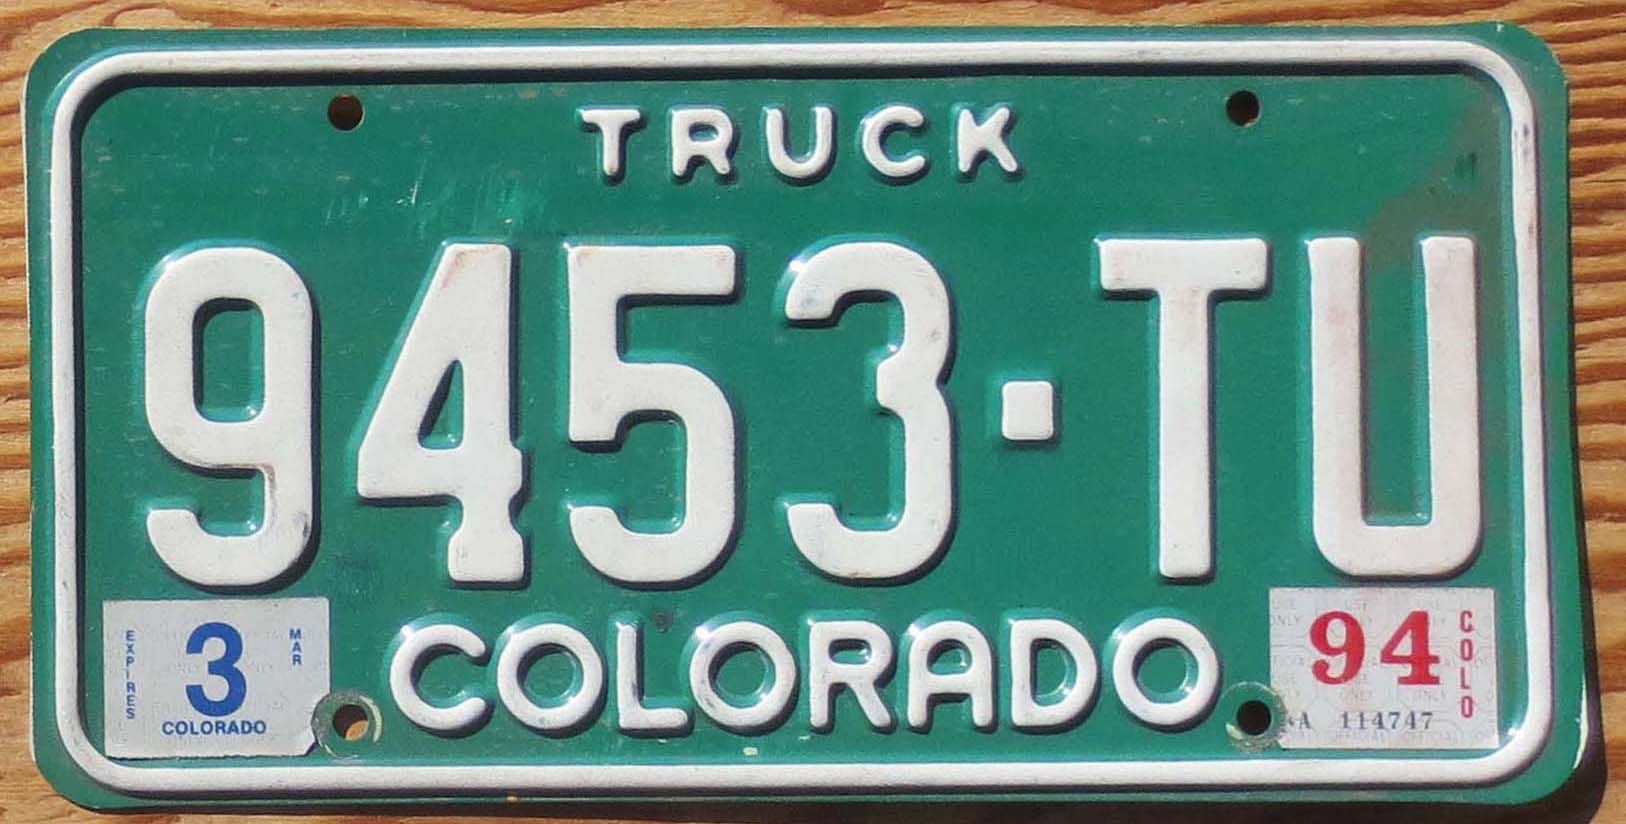 TRUCK
9453·TU
EXPIRES
3
MAR
COLORADO
COLORADO
94
COLO
114747